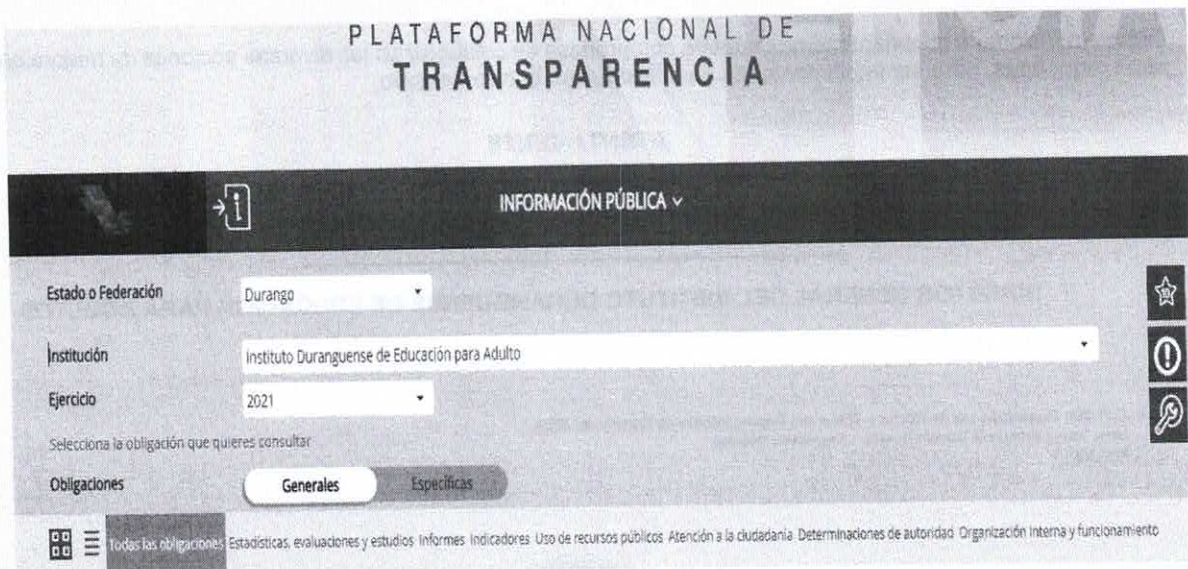 PLATAFORMA NACIONAL DE
TRANSPARENCIA
INFORMACIÓN PÚBLICA
Estado o Federación Durango
Institución Instituto Duranguense de Educación para Adulto
Ejercicio 2021
Selecciona la obligación que quieres consultar
Obligaciones Generales Específicas
Todas las obligaciones Estadísticas, evaluaciones y estudios Informes Indicadores Uso de recursos públicos Atención a la ciudadanía Determinaciones de autoridad Organización interna y funcionamiento